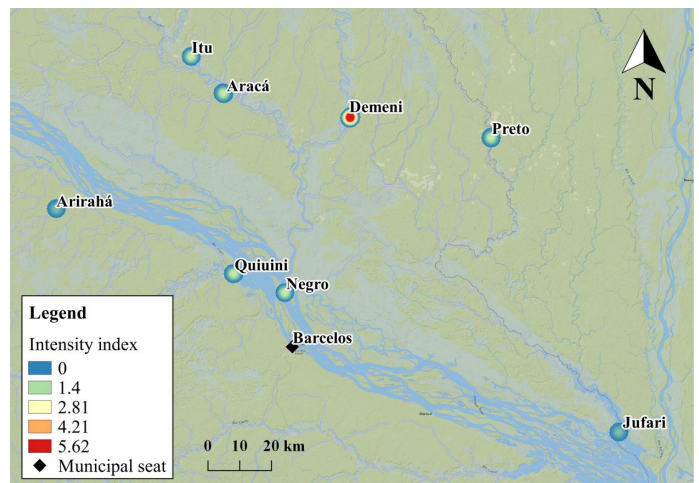 Itu
Aracá
Demeni
Preto
N
Arirahá
Quiuini
Negro
Barcelos
Jufari
Legend
Intensity index
0
1.4
2.81
4.21
5.62
Municipal seat
0 10 20 km